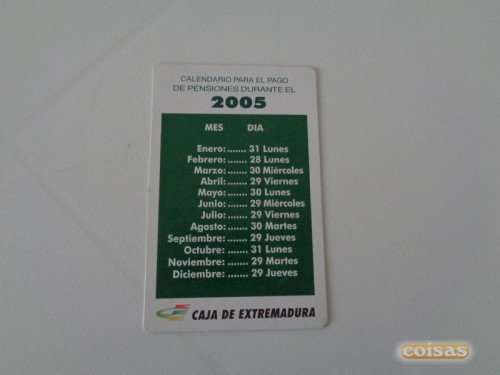 CALENDARIO PARA EL PAGO
DE PENSIONES DURANTE EL
2005
MES DIA
Enero:....... 31 Lunes
Febrero:....... 28 Lunes
Marzo:....... 30 Miércoles
Abril:....... 29 Viernes
Mayo:....... 30 Lunes
Junio:....... 29 Miércoles
Julio:....... 29 Viernes
Agosto:....... 30 Martes
Septiembre:....... 29 Jueves
Octubre:....... 31 Lunes
Noviembre:....... 29 Martes
Diciembre:....... 29 Jueves
CAJA DE EXTREMADURA
coisas